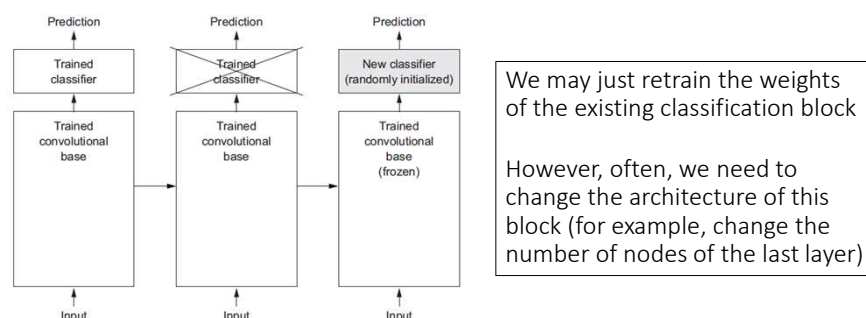 Prediction
Trained
classifier
Trained
convolutional
base
Input
Prediction
Trained
classifier
Trained
convolutional
base
Input
Prediction
New classifier
(randomly initialized)
Trained
convolutional
base
(frozen)
Input
We may just retrain the weights
of the existing classification block
However, often, we need to
change the architecture of this
block (for example, change the
number of nodes of the last layer)